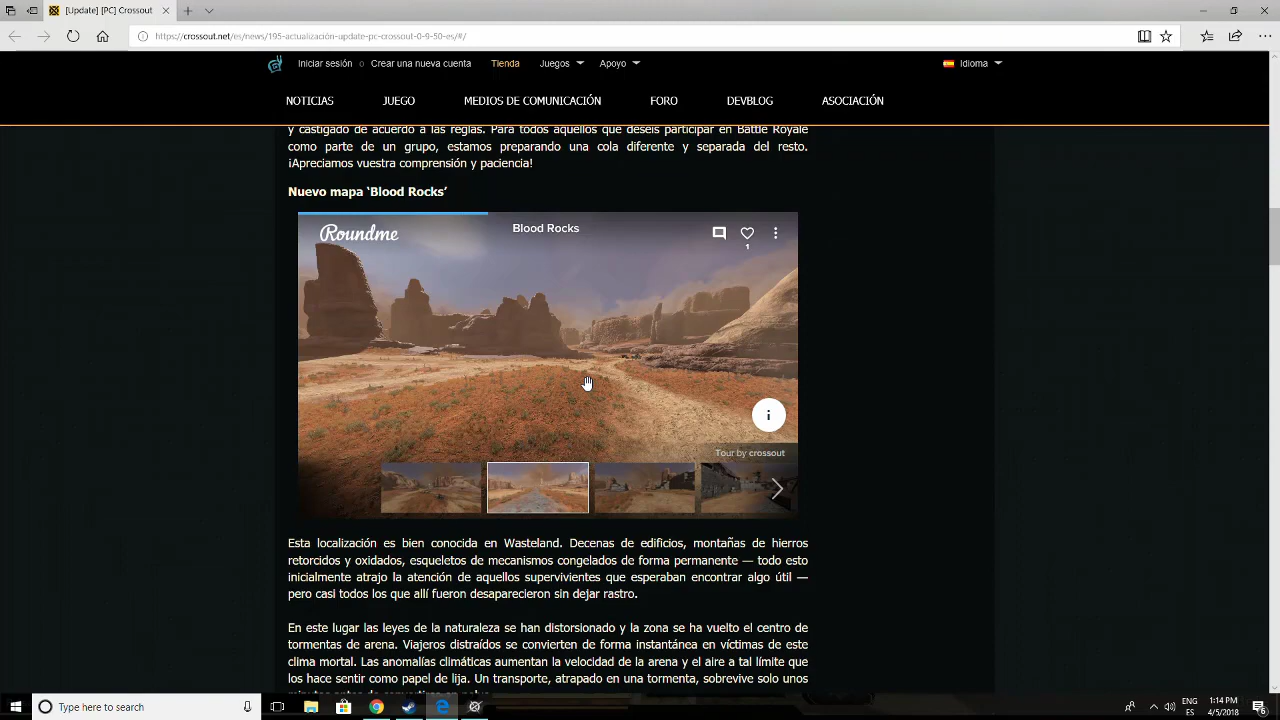 [Update] [PC] Crossout
https://crossout.net/es/news/195-actualización-update-pc-crossout-0-9-50-es/#/
Iniciar sesión o Crear una nueva cuenta Tienda Juegos Apoyo Idioma
NOTICIAS JUEGO MEDIOS DE COMUNICACIÓN FORO DEVBLOG ASOCIACIÓN
y castigado de acuerdo a las reglas. Para todos aquellos que deseis participar en Battle Royale
como parte de un grupo, estamos preparando una cola diferente y separada del resto.
¡Apreciamos vuestra comprensión y paciencia!
Nuevo mapa ‘Blood Rocks’
Roundme
Blood Rocks
1
i
Tour by crossout
Esta localización es bien conocida en Wasteland. Decenas de edificios, montañas de hierros
retorcidos y oxidados, esqueletos de mecanismos congelados de forma permanente — todo esto
inicialmente atrajo la atención de aquellos supervivientes que esperaban encontrar algo útil —
pero casi todos los que allí fueron desaparecieron sin dejar rastro.
En este lugar las leyes de la naturaleza se han distorsionado y la zona se ha vuelto el centro de
tormentas de arena. Viajeros distraídos se convierten de forma instantánea en víctimas de este
clima mortal. Las anomalías climáticas aumentan la velocidad de la arena y el aire a tal límite que
los hace sentir como papel de lija. Un transporte, atrapado en una tormenta, sobrevive solo unos
minutos antes de convertirse en polvo.
Type here to search
ENG
ES
1:14 PM
4/5/2018
6